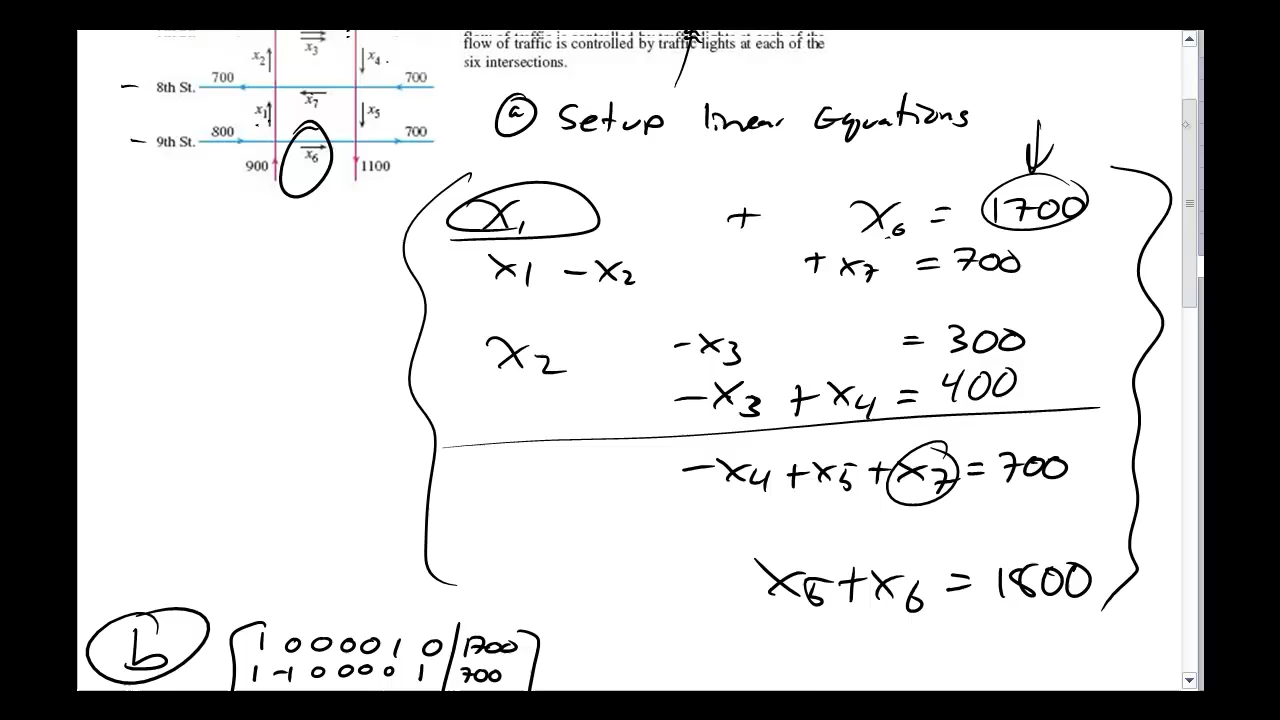 x₃
flow of traffic is controlled by traffic lights at each of the
six intersections.
x₂ x₄
8th St. 700 700
x₇
x₁ x₅
9th St. 800 700
x₆
900 1100
ⓐ Setup linear Equations
x₁ + x₆ = 1700
x₁ - x₂ + x₇ = 700
x₂ - x₃ = 300
-x₃ + x₄ = 400
-x₄ + x₅ + x₇ = 700
x₅ + x₆ = 1800
b
1 0 0 0 0 1 0 | 1700
1 -1 0 0 0 0 1 | 700